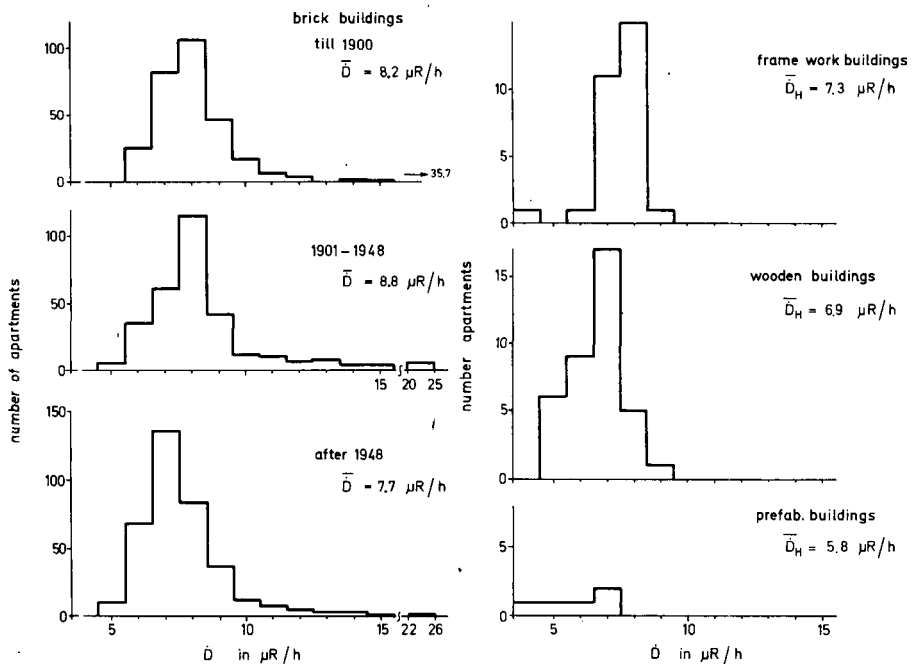 brick buildings
till 1900
D̄ = 8,2 μR/h
100
50
0
35,7
1901–1948
D̄ = 8,8 μR/h
100
50
0
15
20
25
after 1948
D̄ = 7,7 μR/h
150
100
50
0
5
10
15
22
26
number of apartments
Ḋ in μR/h
frame work buildings
D̄H = 7,3 μR/h
10
5
0
wooden buildings
D̄H = 6,9 μR/h
15
10
5
0
prefab. buildings
D̄H = 5,8 μR/h
5
0
5
10
15
number apartments
Ḋ in μR/h